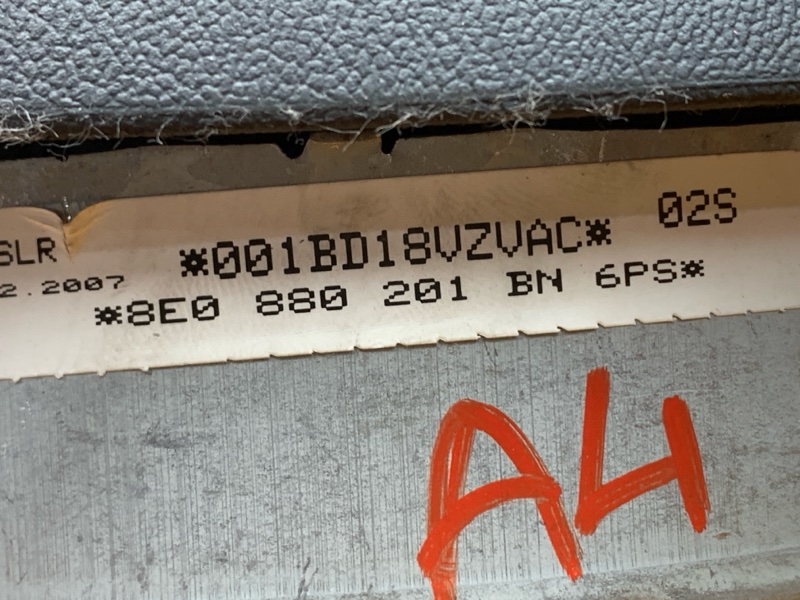 SLR *001BD18VZVAC* 02S
2.2007 *8E0 880 201 BN 6PS*
A4